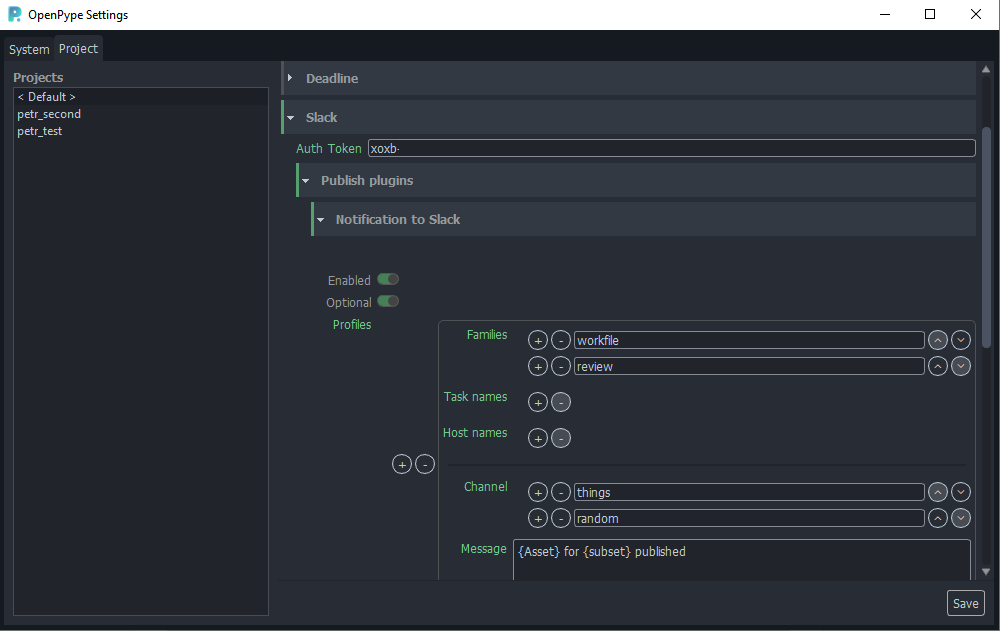 OpenPype Settings
System
Project
Projects
< Default >
petr_second
petr_test
Deadline
Slack
Auth Token xoxb-
Publish plugins
Notification to Slack
Enabled
Optional
Profiles
Families + - workfile
+ - review
Task names + -
Host names + -
+ -
Channel + - things
+ - random
Message {Asset} for {subset} published
Save